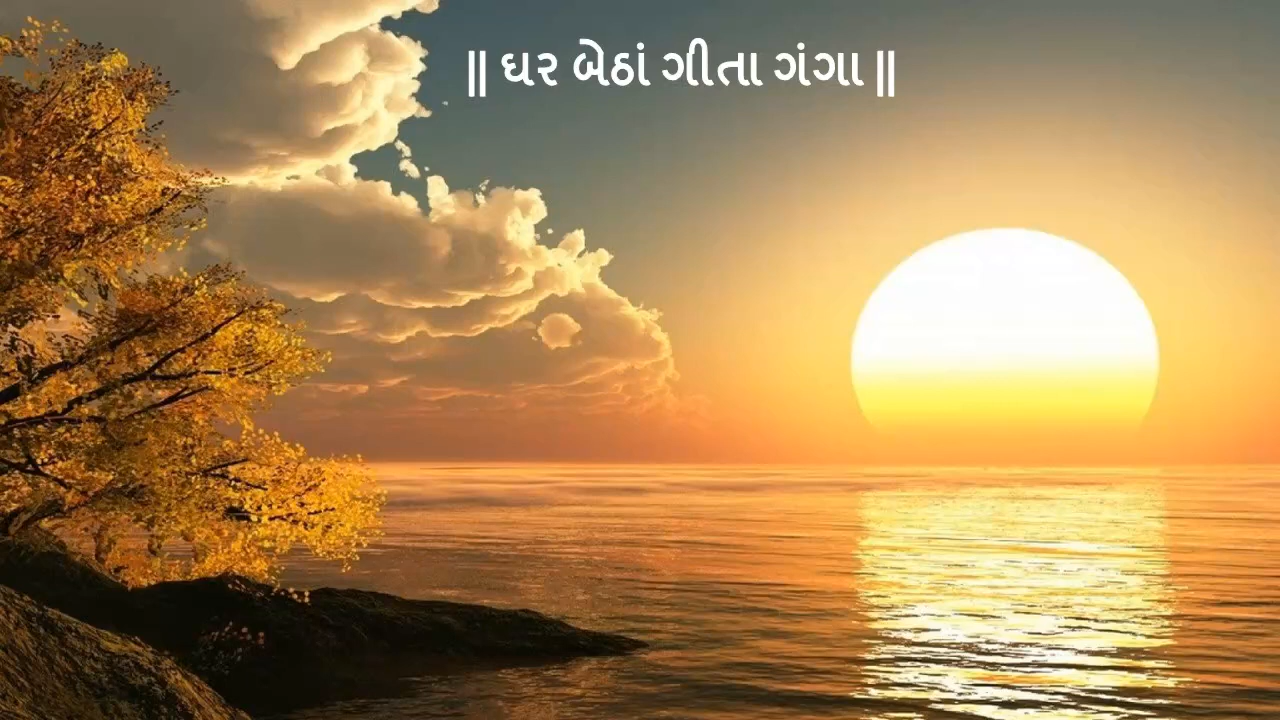 ॥ ઘર બેઠાં ગીતા ગંગા ॥